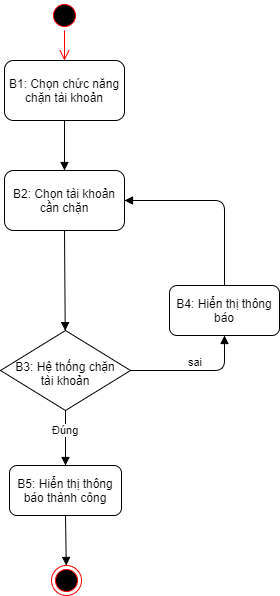 B1: Chọn chức năng
chặn tài khoản
B2: Chọn tài khoản
cần chặn
B4: Hiển thị thông
báo
B3: Hệ thống chặn
tài khoản
sai
Đúng
B5: Hiển thị thông
báo thành công